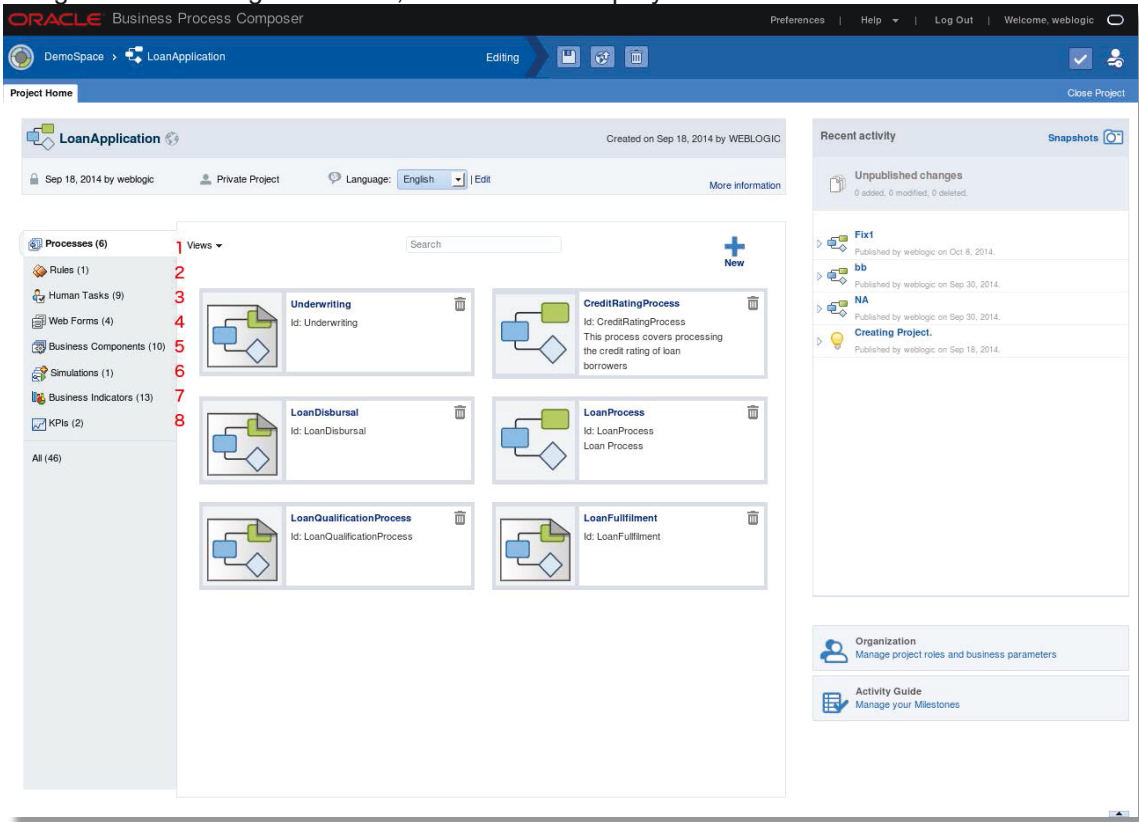 ORACLE Business Process Composer
Preferences | Help | Log Out | Welcome, weblogic
DemoSpace › LoanApplication
Editing
Project Home
Close Project
LoanApplication
Created on Sep 18, 2014 by WEBLOGIC
Sep 18, 2014 by weblogic
Private Project
Language: English | Edit
More information
Processes (6) 1
Rules (1) 2
Human Tasks (9) 3
Web Forms (4) 4
Business Components (10) 5
Simulations (1) 6
Business Indicators (13) 7
KPIs (2) 8
All (46)
Views
Search
New
Underwriting
Id: Underwriting
CreditRatingProcess
Id: CreditRatingProcess
This process covers processing
the credit rating of loan
borrowers
LoanDisbursal
Id: LoanDisbursal
LoanProcess
Id: LoanProcess
Loan Process
LoanQualificationProcess
Id: LoanQualificationProcess
LoanFullfilment
Id: LoanFullfilment
Recent activity
Snapshots
Unpublished changes
0 added, 0 modified, 0 deleted.
Fix1
Published by weblogic on Oct 8, 2014.
bb
Published by weblogic on Sep 30, 2014.
NA
Published by weblogic on Sep 30, 2014.
Creating Project.
Published by weblogic on Sep 18, 2014.
Organization
Manage project roles and business parameters
Activity Guide
Manage your Milestones